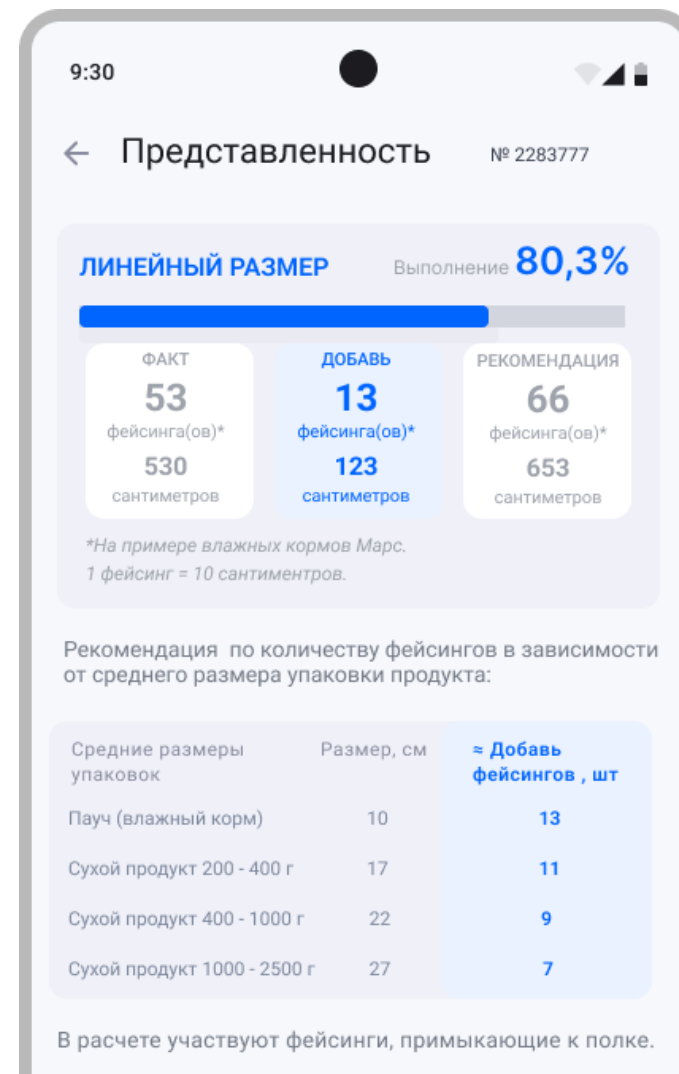 9:30
Представленность № 2283777
ЛИНЕЙНЫЙ РАЗМЕР Выполнение 80,3%
ФАКТ ДОБАВЬ РЕКОМЕНДАЦИЯ
53 13 66
фейсинга(ов)* фейсинга(ов)* фейсинга(ов)*
530 123 653
сантиметров сантиметров сантиметров
*На примере влажных кормов Марс.
1 фейсинг = 10 сантиментров.
Рекомендация по количеству фейсингов в зависимости
от среднего размера упаковки продукта:
Средние размеры Размер, см ≈ Добавь
упаковок фейсингов , шт
Пауч (влажный корм) 10 13
Сухой продукт 200 - 400 г 17 11
Сухой продукт 400 - 1000 г 22 9
Сухой продукт 1000 - 2500 г 27 7
В расчете участвуют фейсинги, примыкающие к полке.